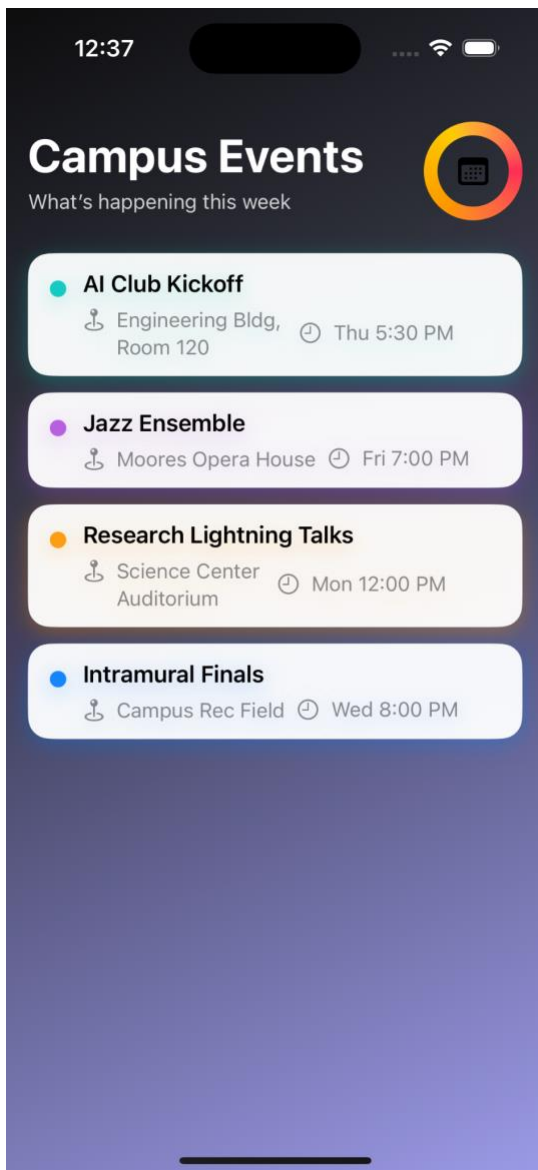 12:37
Campus Events
What's happening this week
AI Club Kickoff
Engineering Bldg,
Room 120
Thu 5:30 PM
Jazz Ensemble
Moores Opera House
Fri 7:00 PM
Research Lightning Talks
Science Center
Auditorium
Mon 12:00 PM
Intramural Finals
Campus Rec Field
Wed 8:00 PM